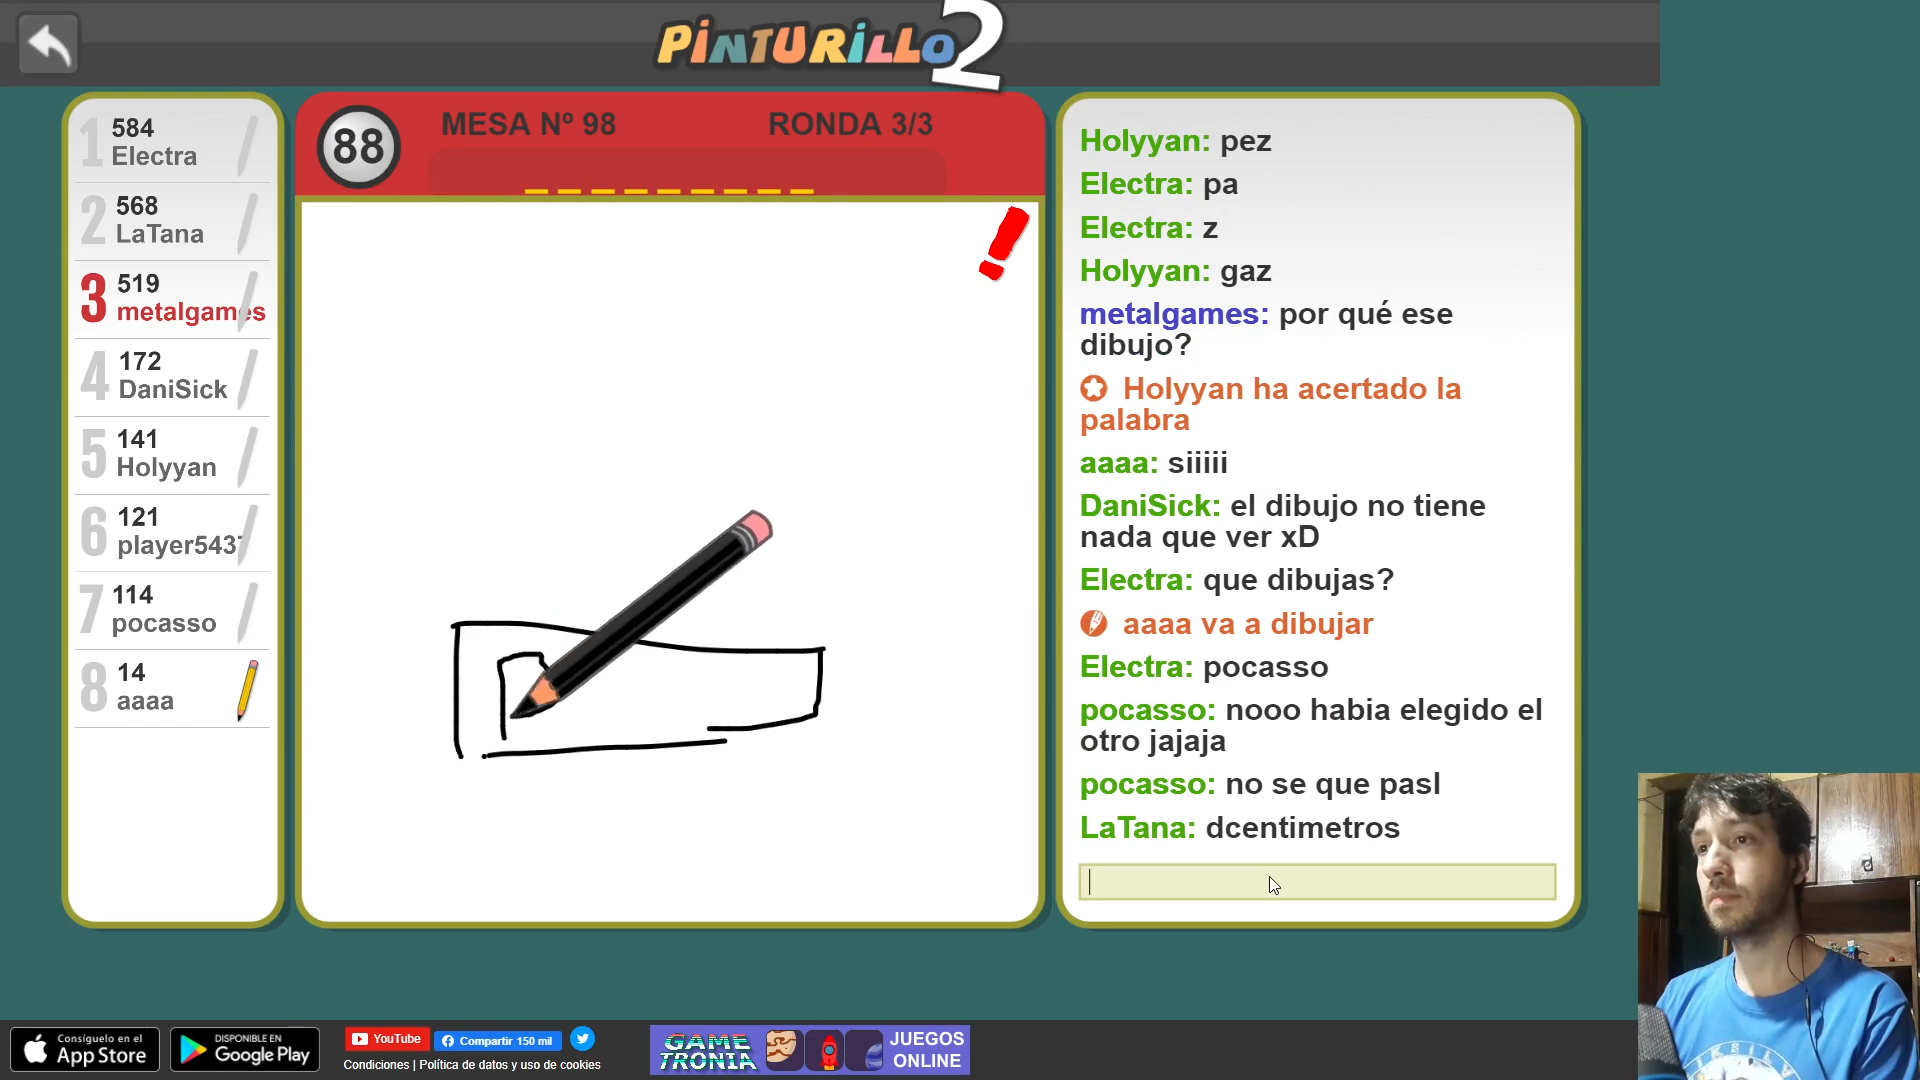 PINTURILLO 2
88
MESA Nº 98
RONDA 3/3
_ _ _ _ _ _ _ _ _
1 584 Electra
2 568 LaTana
3 519 metalgames
4 172 DaniSick
5 141 Holyyan
6 121 player5437
7 114 pocasso
8 14 aaaa
Holyyan: pez
Electra: pa
Electra: z
Holyyan: gaz
metalgames: por qué ese
dibujo?
Holyyan ha acertado la
palabra
aaaa: siiiii
DaniSick: el dibujo no tiene
nada que ver xD
Electra: que dibujas?
aaaa va a dibujar
Electra: pocasso
pocasso: nooo habia elegido el
otro jajaja
pocasso: no se que pasl
LaTana: dcentimetros
Consíguelo en el
App Store
DISPONIBLE EN
Google Play
YouTube
Compartir 150 mil
Condiciones | Política de datos y uso de cookies
GAME
TRONIA
JUEGOS
ONLINE